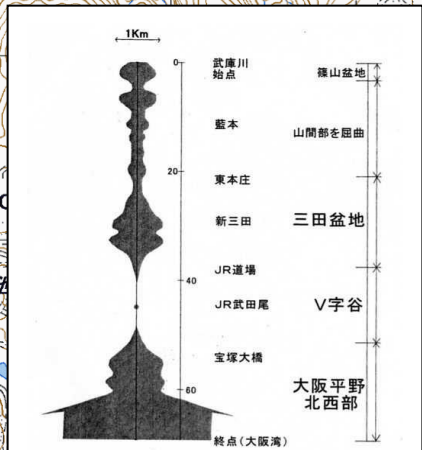 1Km
0
武庫川
始点
篠山盆地
藍本
山間部を屈曲
20
東本庄
新三田
三田盆地
JR道場
40
JR武田尾
V字谷
宝塚大橋
60
大阪平野
北西部
終点(大阪湾)